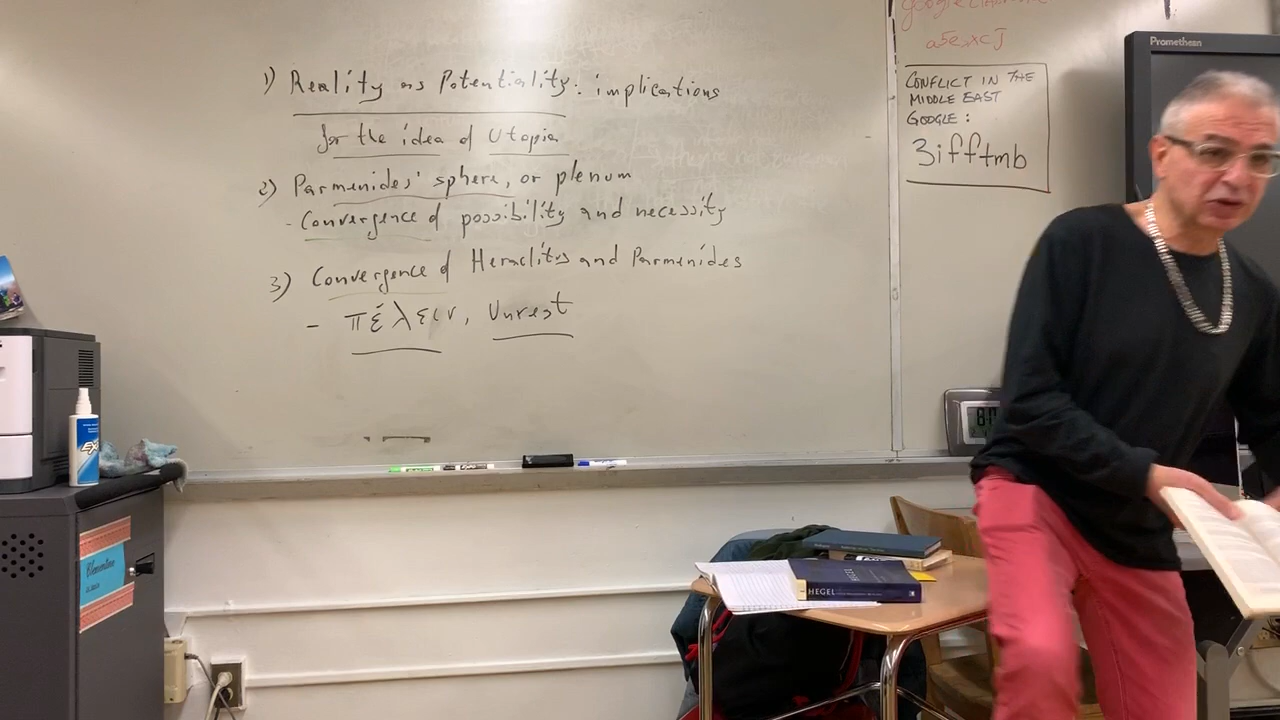 1) Reality as Potentiality: implications
for the idea of Utopia
2) Parmenides' sphere, or plenum
- Convergence of possibility and necessity
3) Convergence of Heraclitus and Parmenides
- πέλειν, Unrest
a5e
CONFLICT IN THE
MIDDLE EAST
GOOGLE:
3ifftmb
Promethean
HEGEL